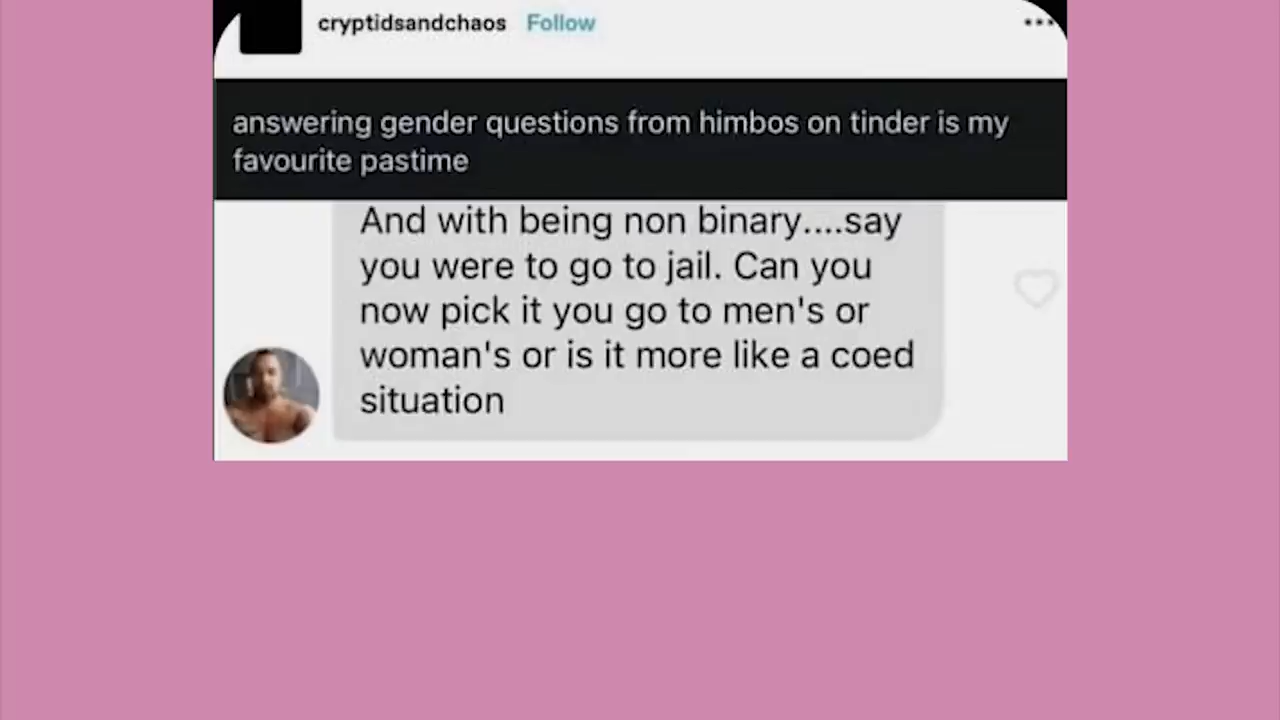 cryptidsandchaos Follow
answering gender questions from himbos on tinder is my
favourite pastime
And with being non binary....say
you were to go to jail. Can you
now pick it you go to men's or
woman's or is it more like a coed
situation